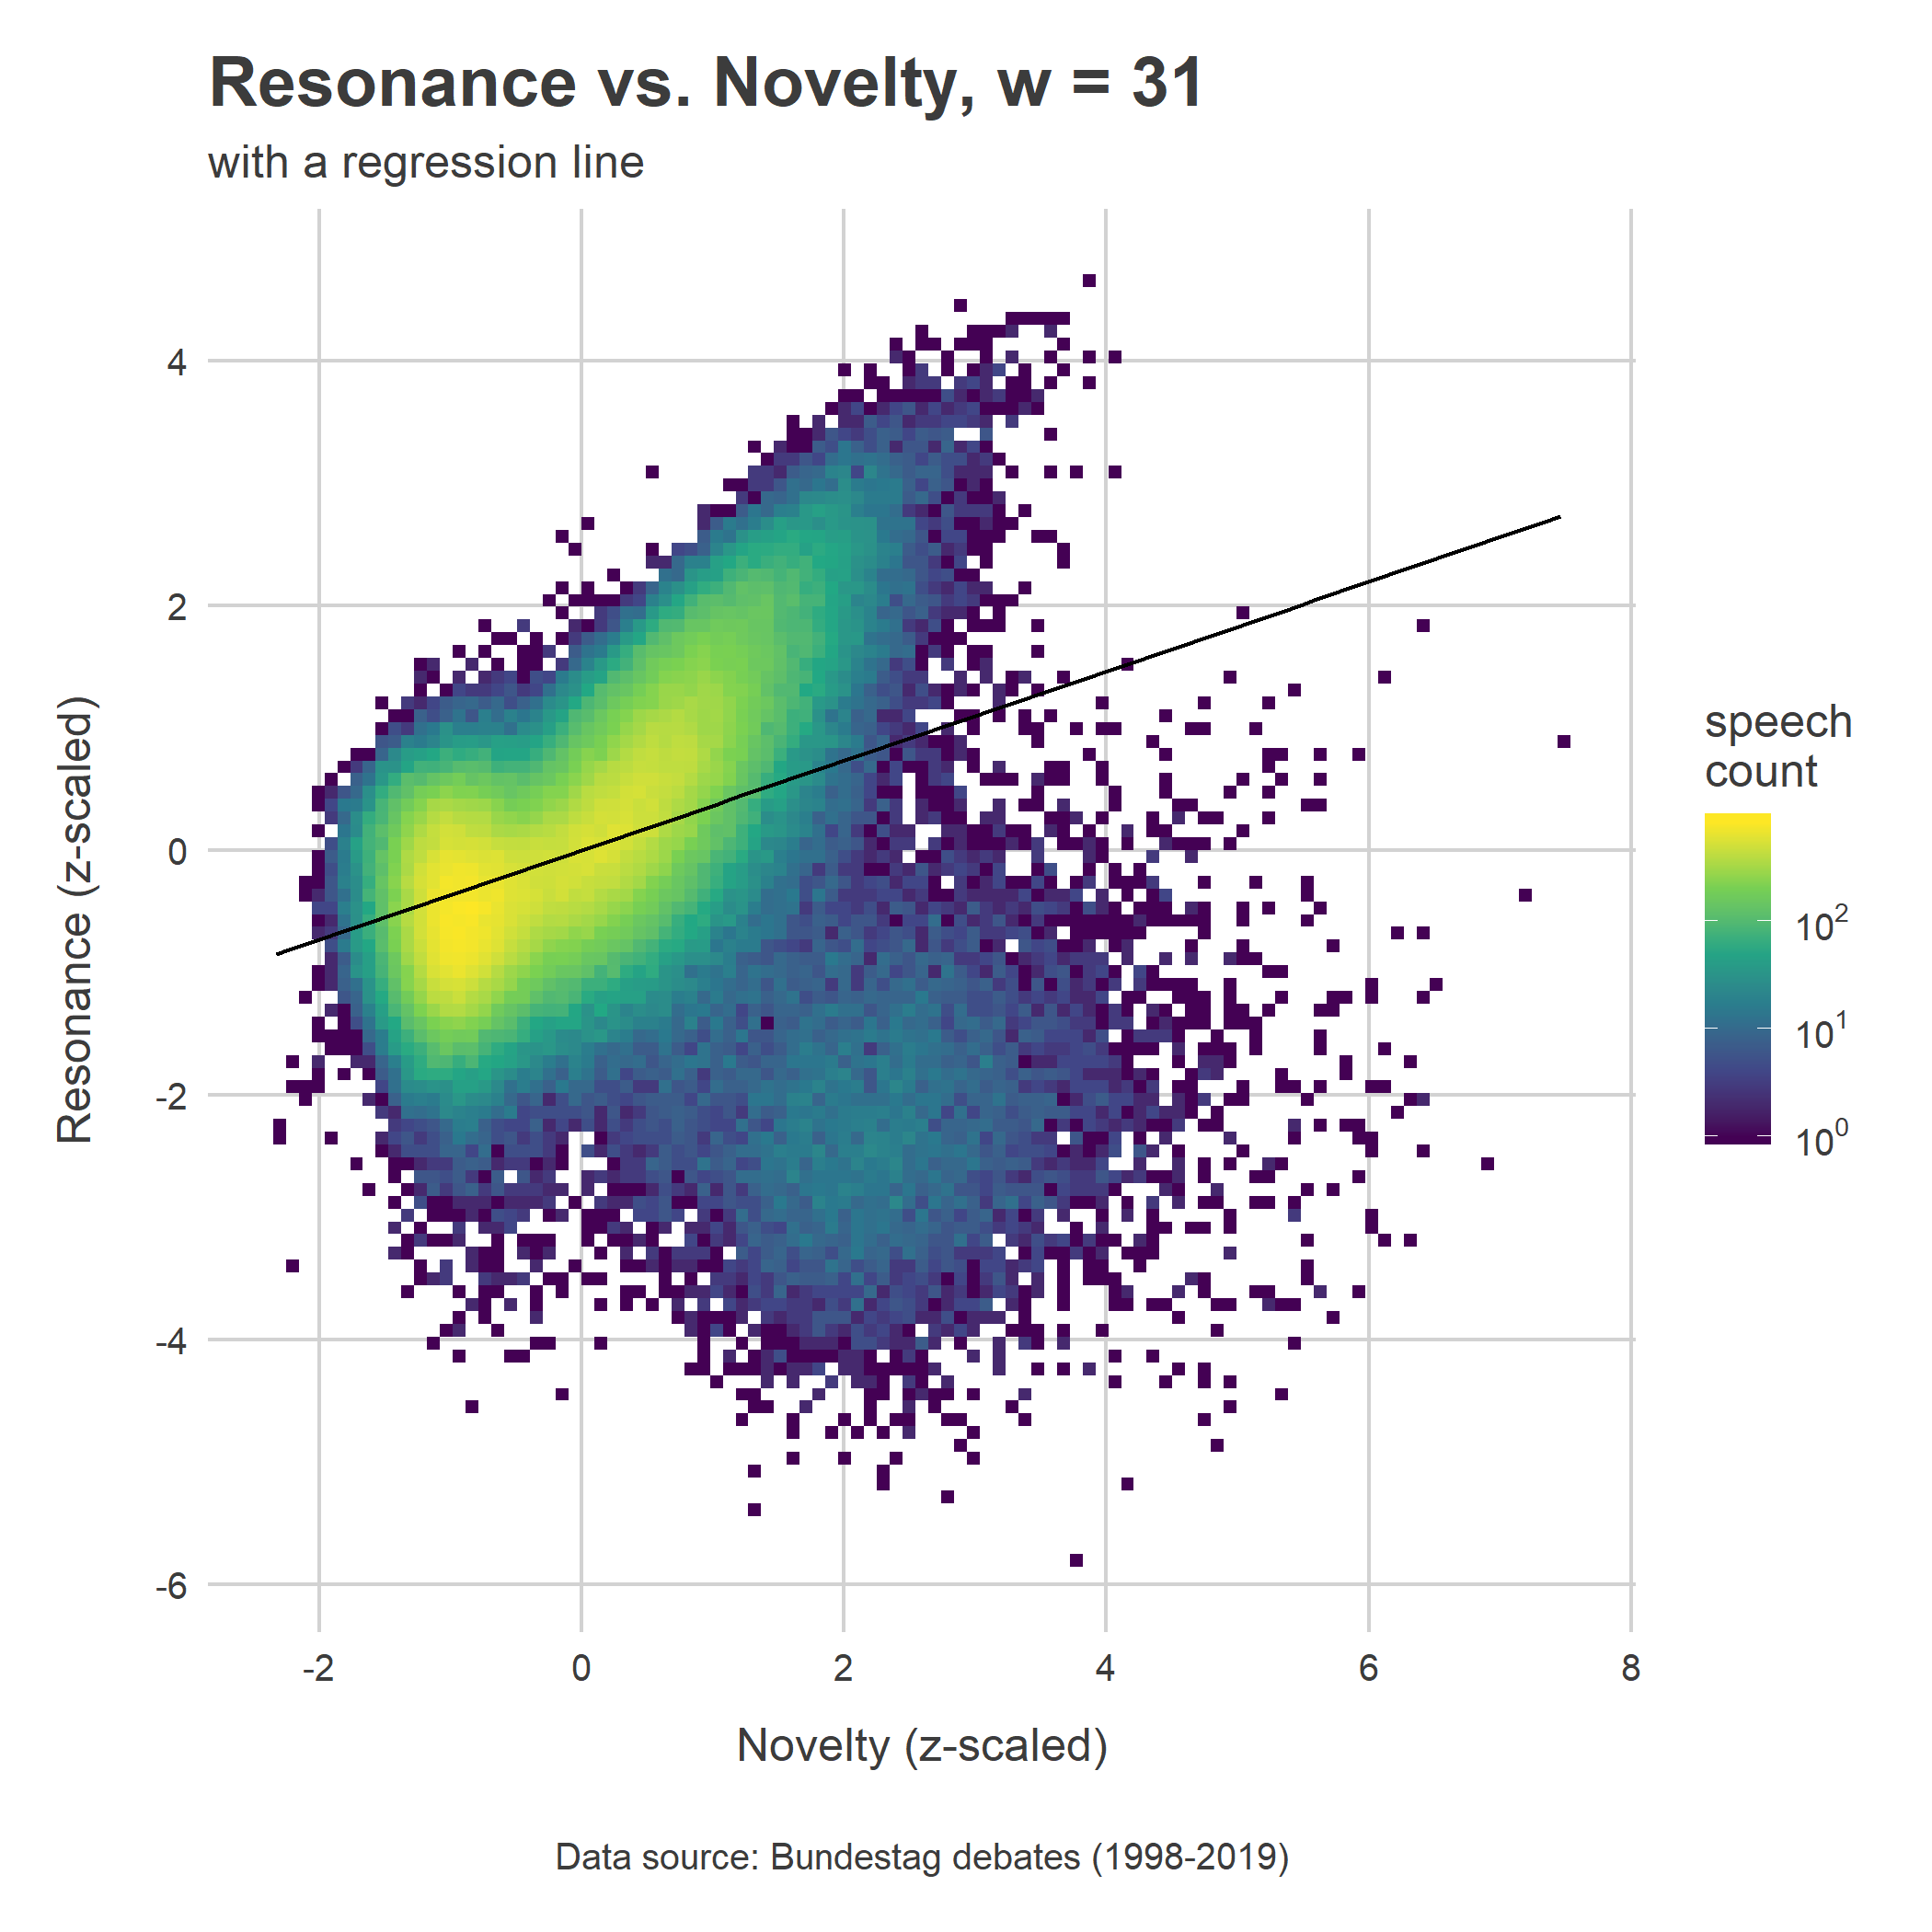 Resonance vs. Novelty, w = 31
with a regression line
Resonance (z-scaled)
4
2
0
-2
-4
-6
-2 0 2 4 6 8
Novelty (z-scaled)
speech
count
10²
10¹
10⁰
Data source: Bundestag debates (1998-2019)